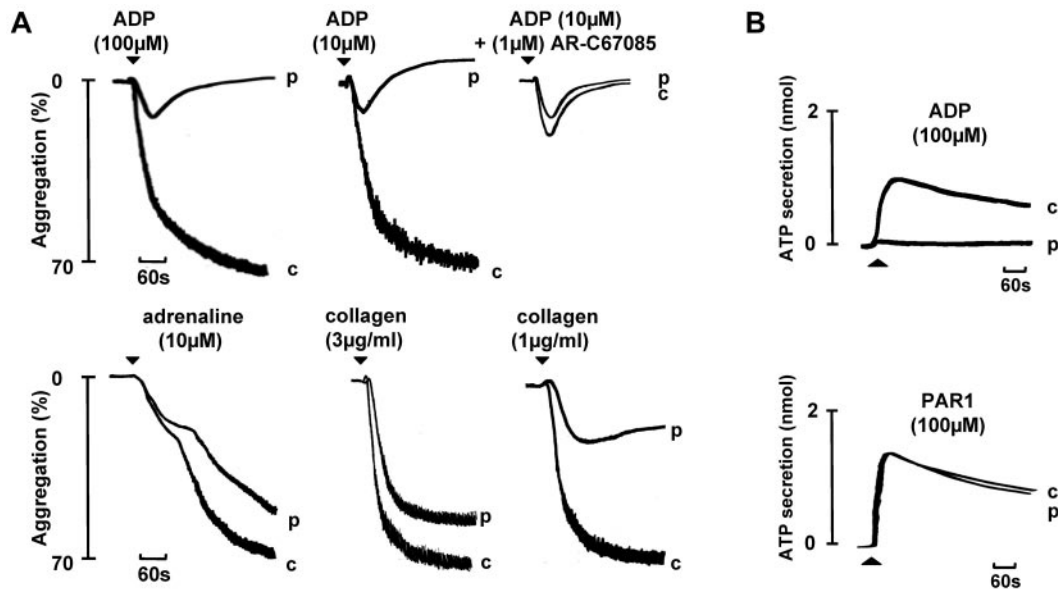 A
ADP
(100µM)
ADP
(10µM)
ADP (10µM)
+ (1µM) AR-C67085
0
p
p
p
c
Aggregation (%)
70
60s
c
c
adrenaline
(10µM)
collagen
(3µg/ml)
collagen
(1µg/ml)
0
p
Aggregation (%)
p
p
70
60s
c
c
c
B
2
ADP
(100µM)
ATP secretion (nmol)
c
0
p
60s
2
PAR1
(100µM)
ATP secretion (nmol)
c
p
0
60s